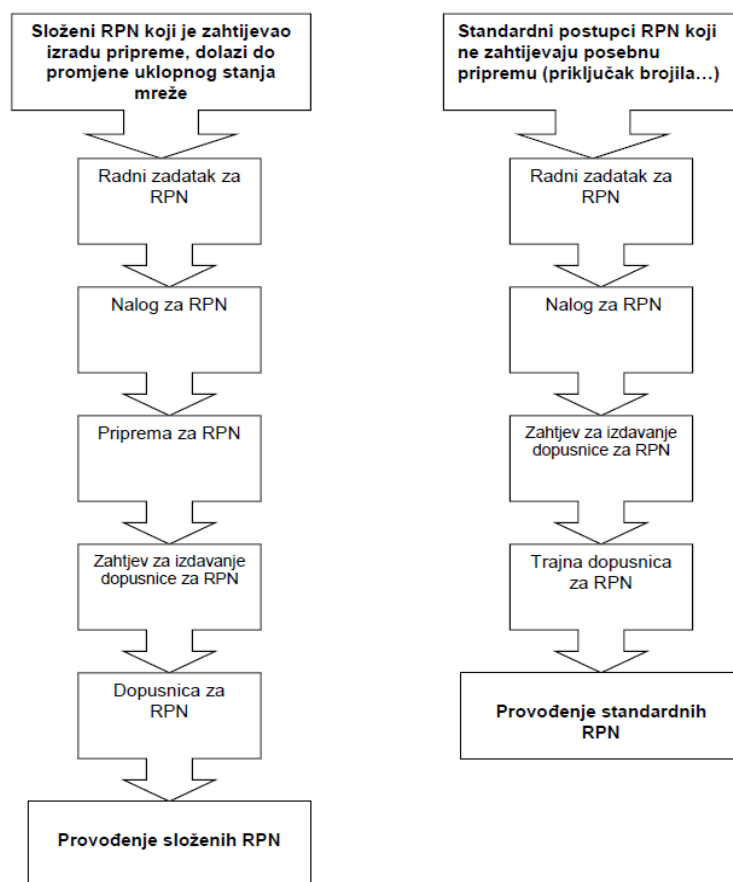 Složeni RPN koji je zahtijevao
izradu pripreme, dolazi do
promjene uklopnog stanja
mreže
Radni zadatak za
RPN
Nalog za RPN
Priprema za RPN
Zahtjev za izdavanje
dopusnice za RPN
Dopusnica za
RPN
Provođenje složenih RPN
Standardni postupci RPN koji
ne zahtijevaju posebnu
pripremu (priključak brojila…)
Radni zadatak za
RPN
Nalog za RPN
Zahtjev za izdavanje
dopusnice za RPN
Trajna dopusnica
za RPN
Provođenje standardnih
RPN